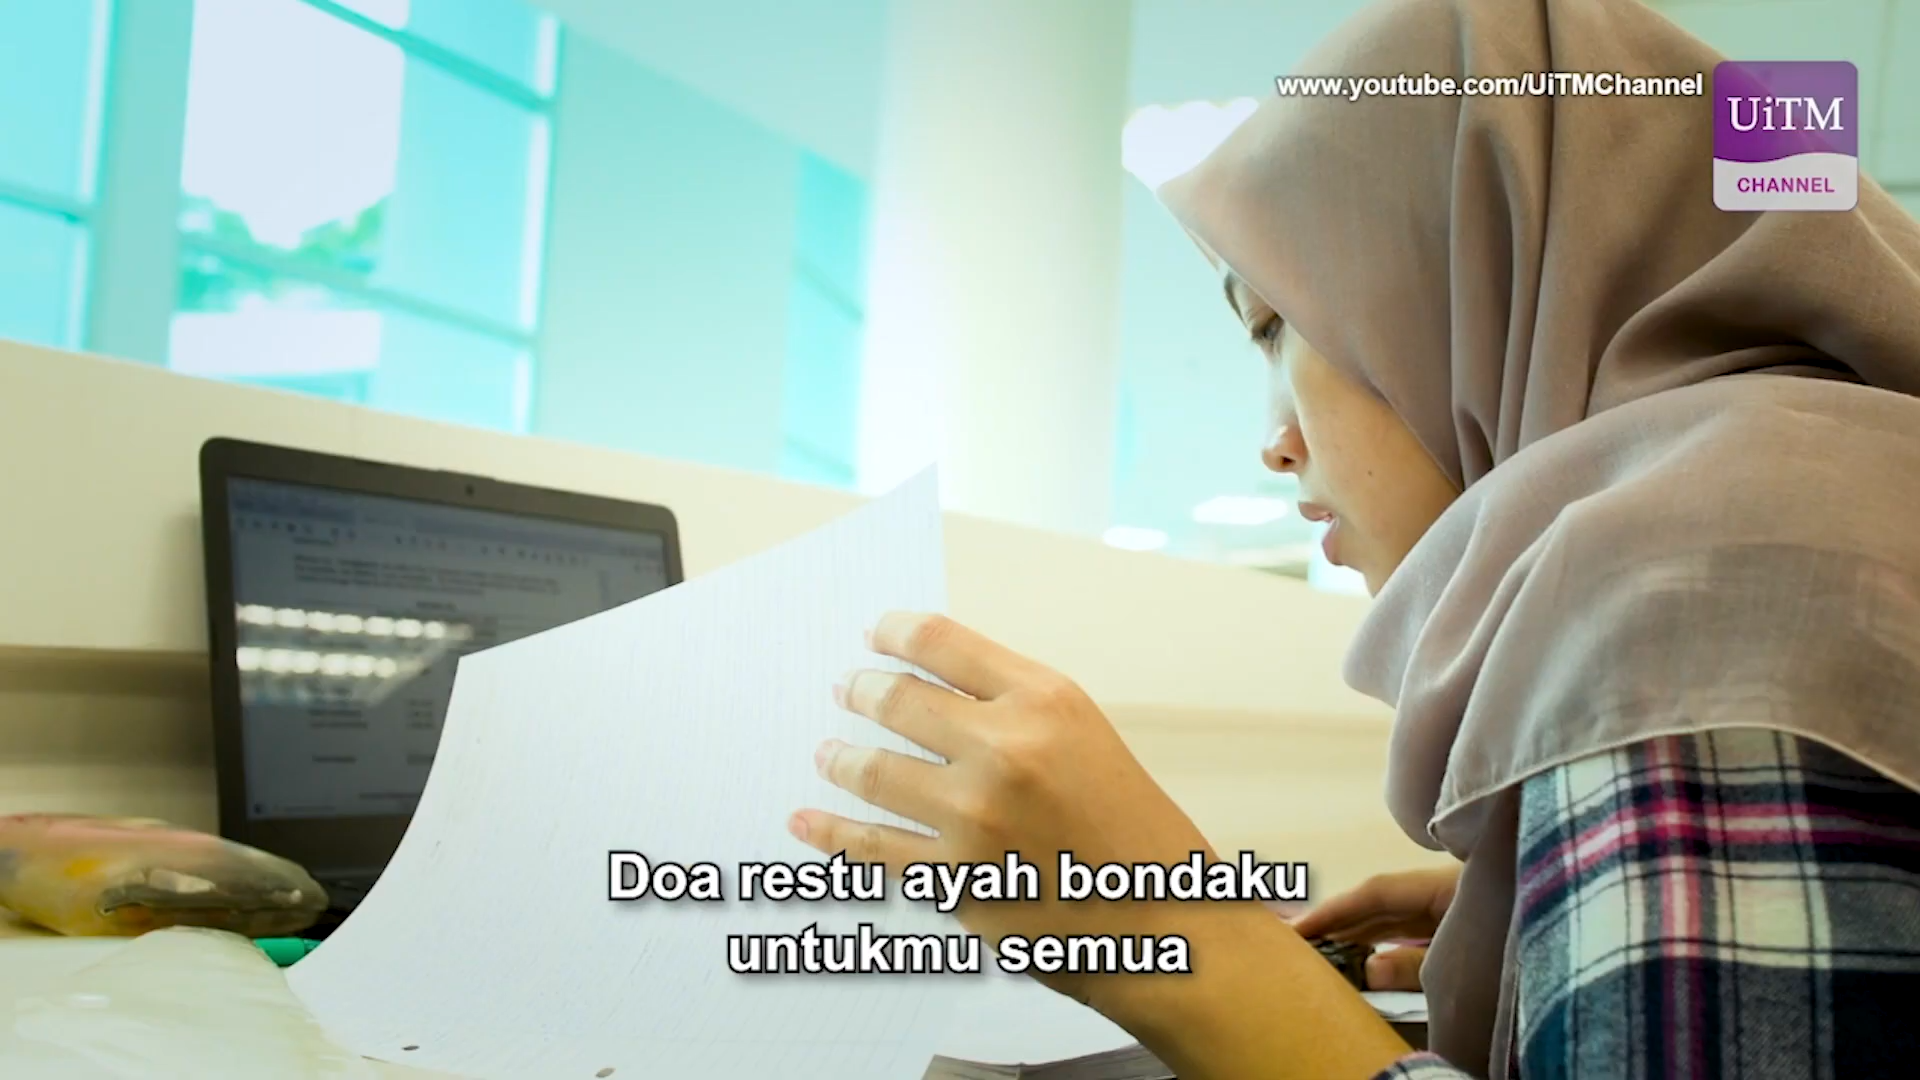 www.youtube.com/UiTMChannel
UiTM
CHANNEL
Doa restu ayah bondaku
untukmu semua